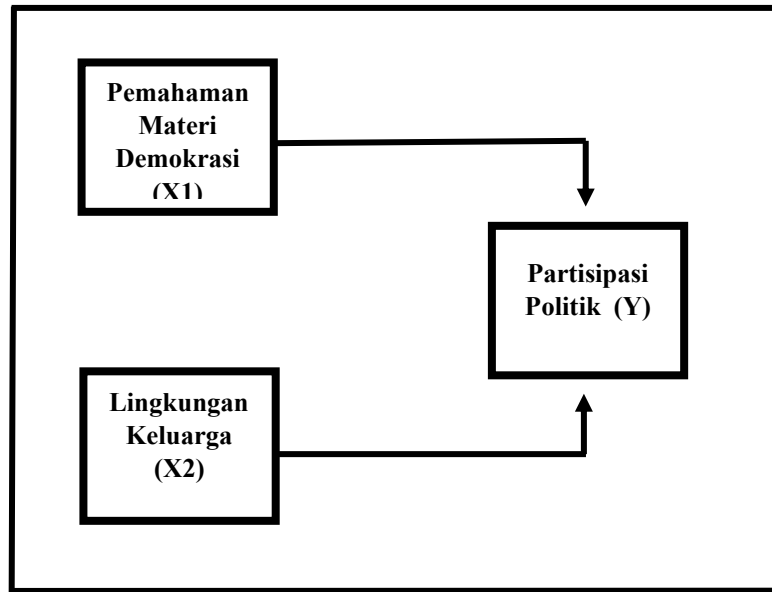 Pemahaman
Materi
Demokrasi
(X1)
Partisipasi
Politik (Y)
Lingkungan
Keluarga
(X2)